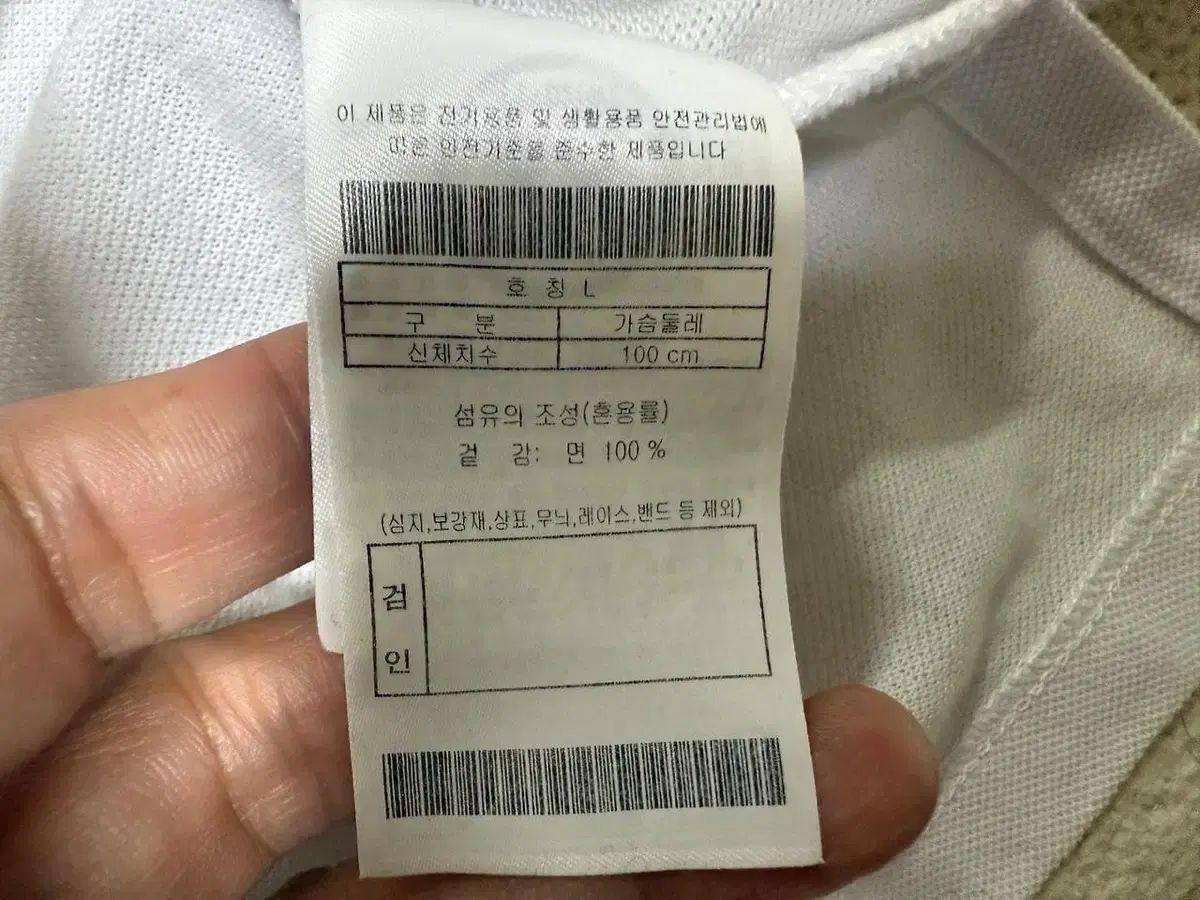 이 제품은 전기용품 및 생활용품 안전관리법에
따른 안전기준을 준수한 제품입니다
호 칭 L
구 분 가슴둘레
신체치수 100 cm
섬유의 조성(혼용률)
겉 감: 면 100 %
(심지,보강재,상표,무늬,레이스,밴드 등 제외)
검
인